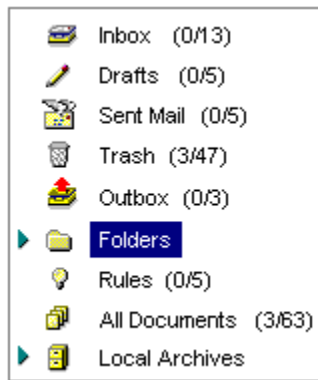 Inbox (0/13)
Drafts (0/5)
Sent Mail (0/5)
Trash (3/47)
Outbox (0/3)
Folders
Rules (0/5)
All Documents (3/63)
Local Archives